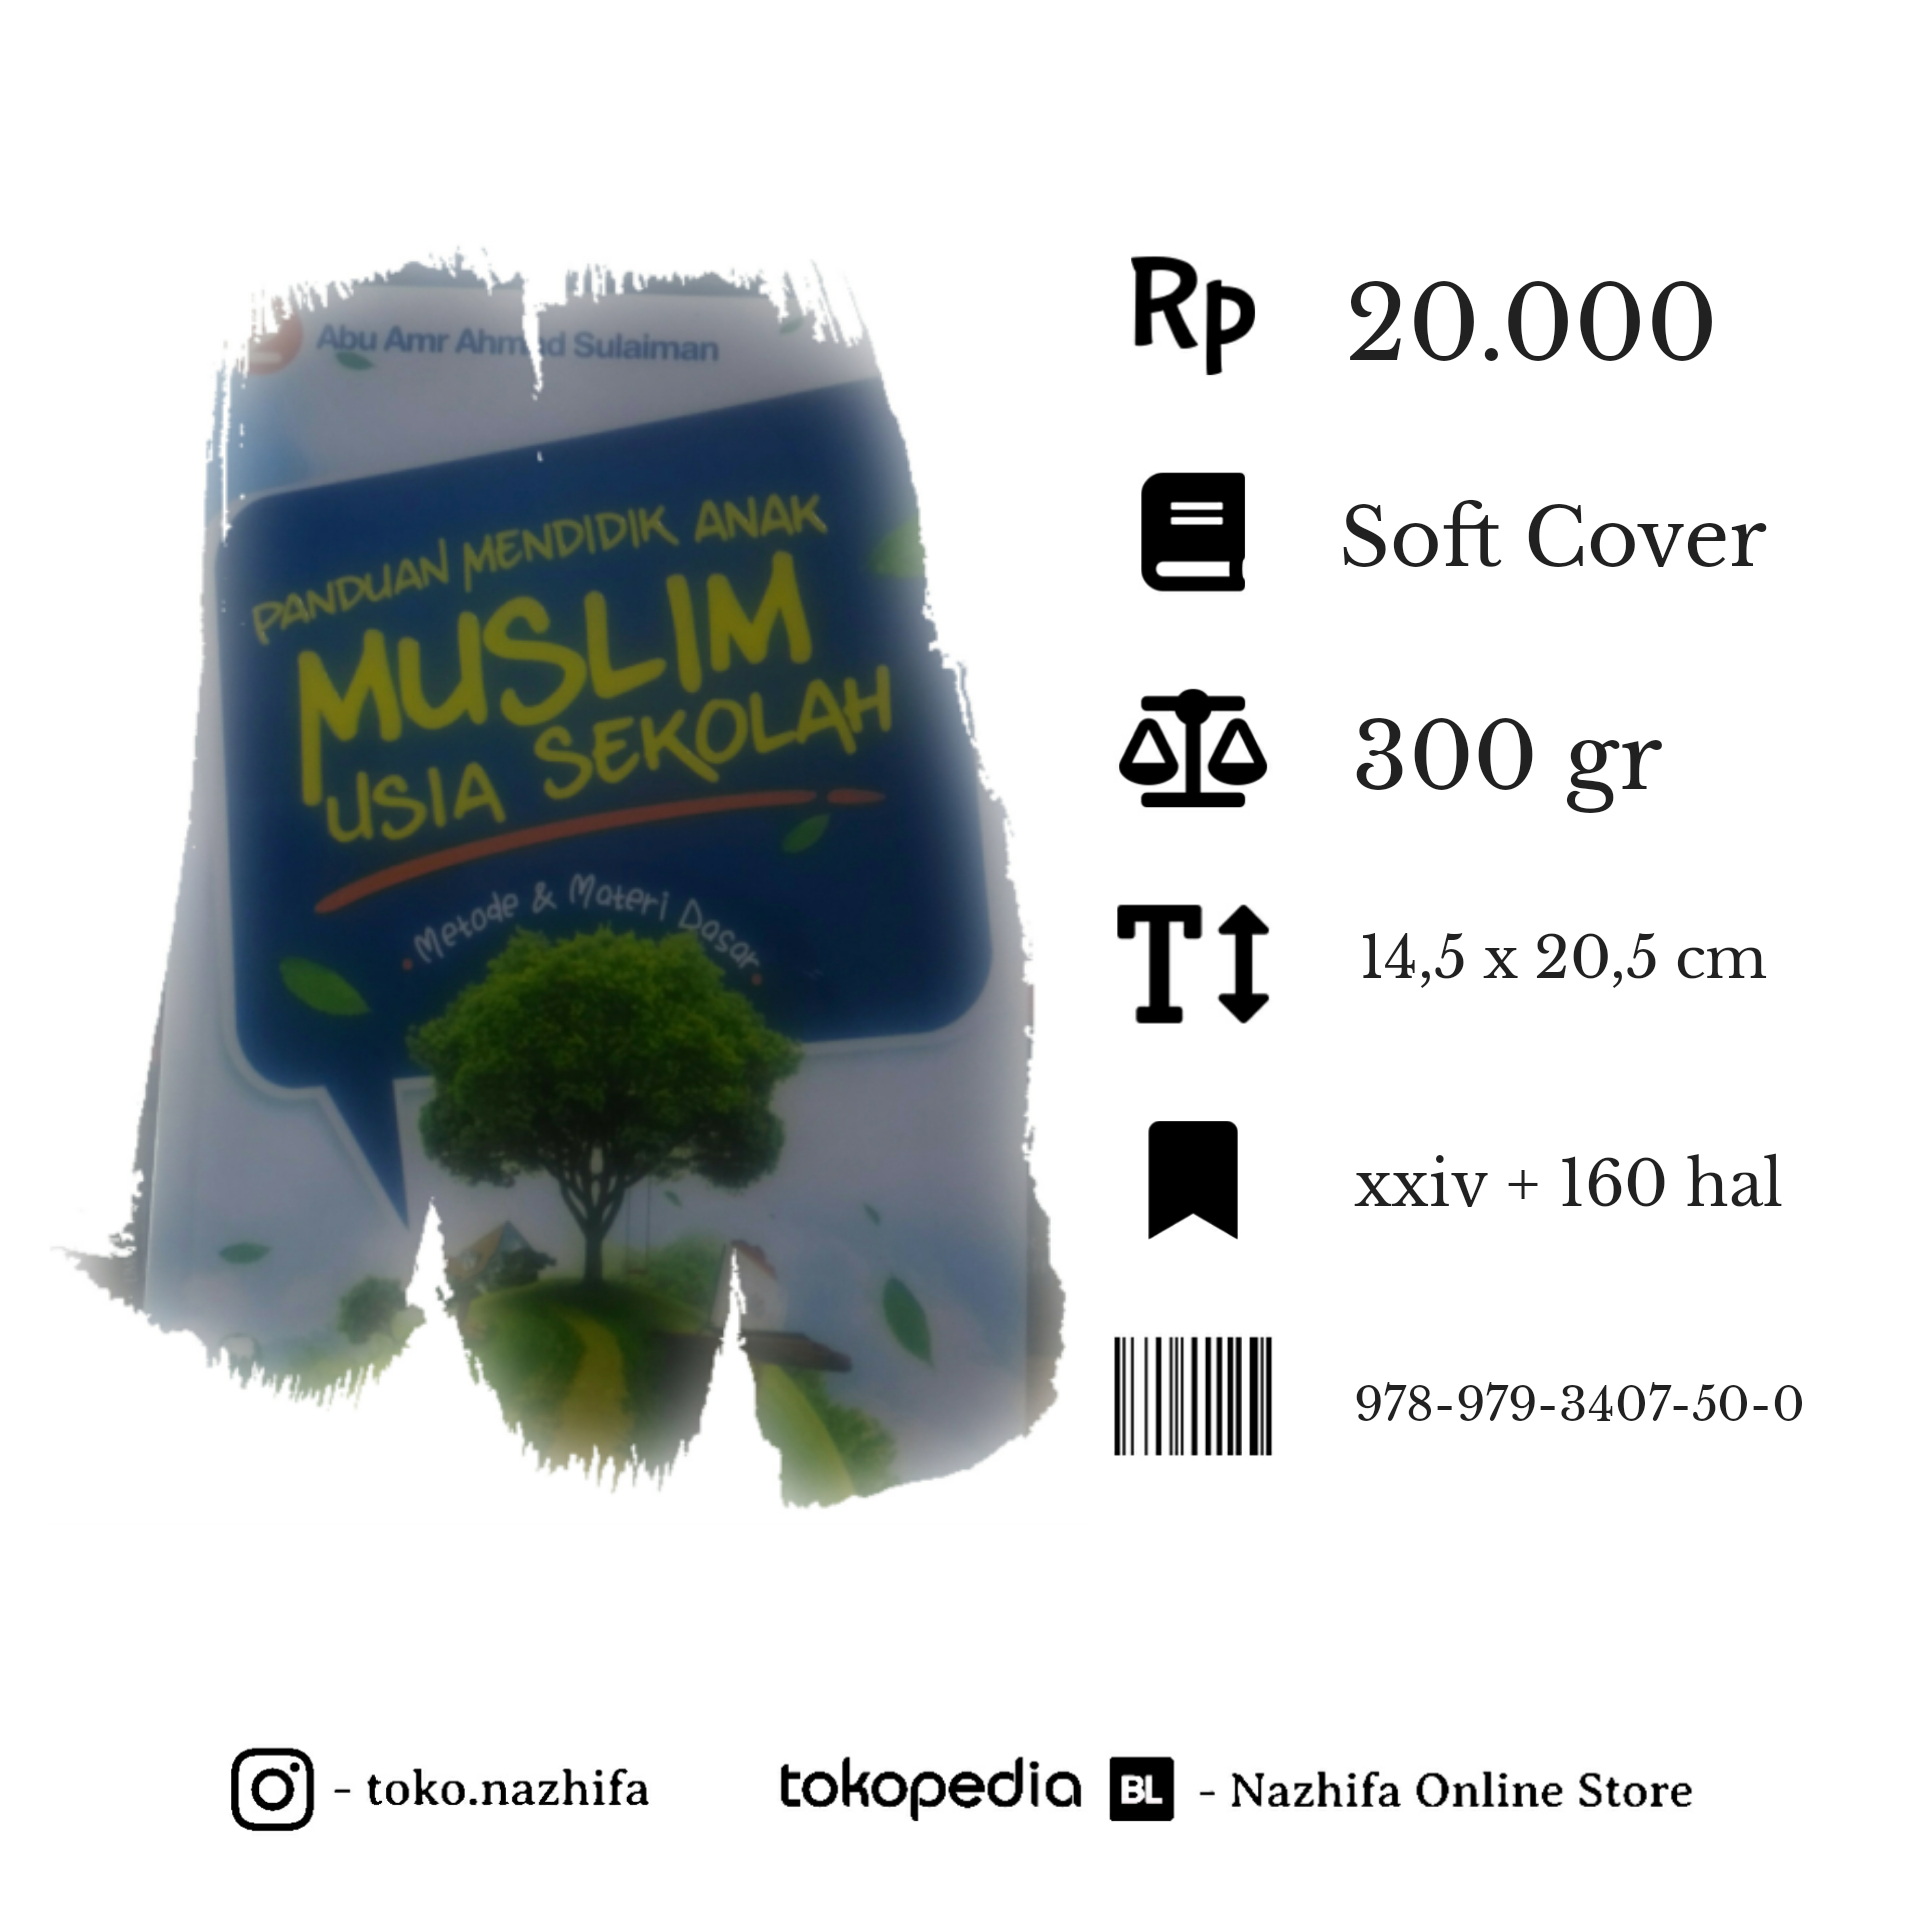 Abu Amr Ahmad Sulaiman
PANDUAN MENDIDIK ANAK
MUSLIM
USIA SEKOLAH
Metode & Materi Dasar
Rp 20.000
Soft Cover
300 gr
T 14,5 x 20,5 cm
xxiv + 160 hal
978-979-3407-50-0
- toko.nazhifa
tokopedia BL - Nazhifa Online Store